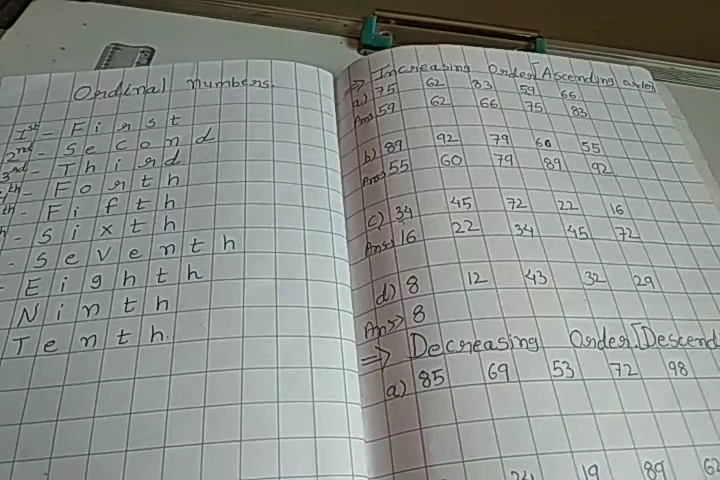 Ordinal numbers.
1st - First
2nd - Second
3rd - Third
th - Forth
th - Fifth
- Sixth
- Seventh
- Eighth
Ninth
Tenth.
=> Increasing Order [Ascending order
a) 75 62 83 59 66
Ans 59 62 66 75 83
b) 89 92 79 60 55
Ans) 55 60 79 89 92
c) 34 45 72 22 16
Ans) 16 22 34 45 72
d) 8 12 43 32 29
Ans) 8
=> Decreasing Order. [Descend
a) 85 69 53 72 98
19 89 62